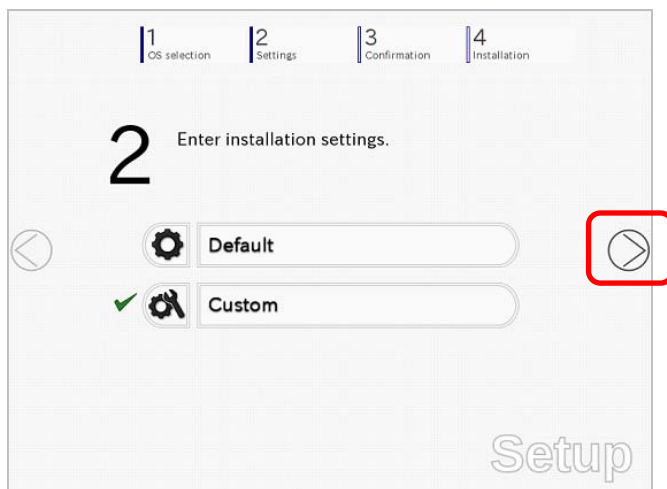 1 2 3 4
OS selection Settings Confirmation Installation
2 Enter installation settings.
Default
Custom
Setup